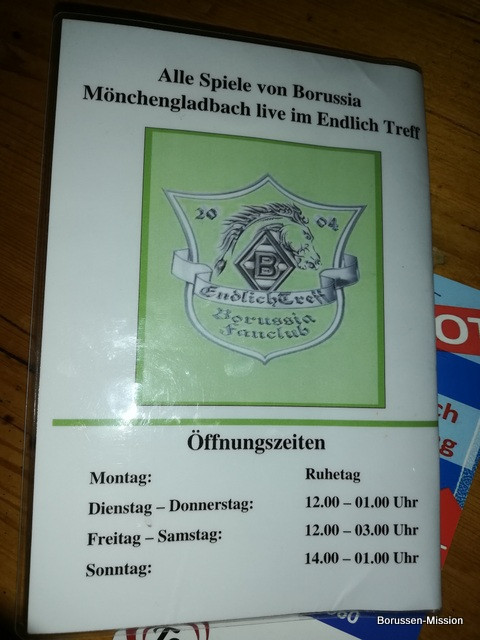 Alle Spiele von Borussia
Mönchengladbach live im Endlich Treff
20 04
B
EndlichTreff
Borussia
Fanclub
Öffnungszeiten
Montag: Ruhetag
Dienstag – Donnerstag: 12.00 – 01.00 Uhr
Freitag – Samstag: 12.00 – 03.00 Uhr
Sonntag: 14.00 – 01.00 Uhr
OT
ch
g
Borussen-Mission